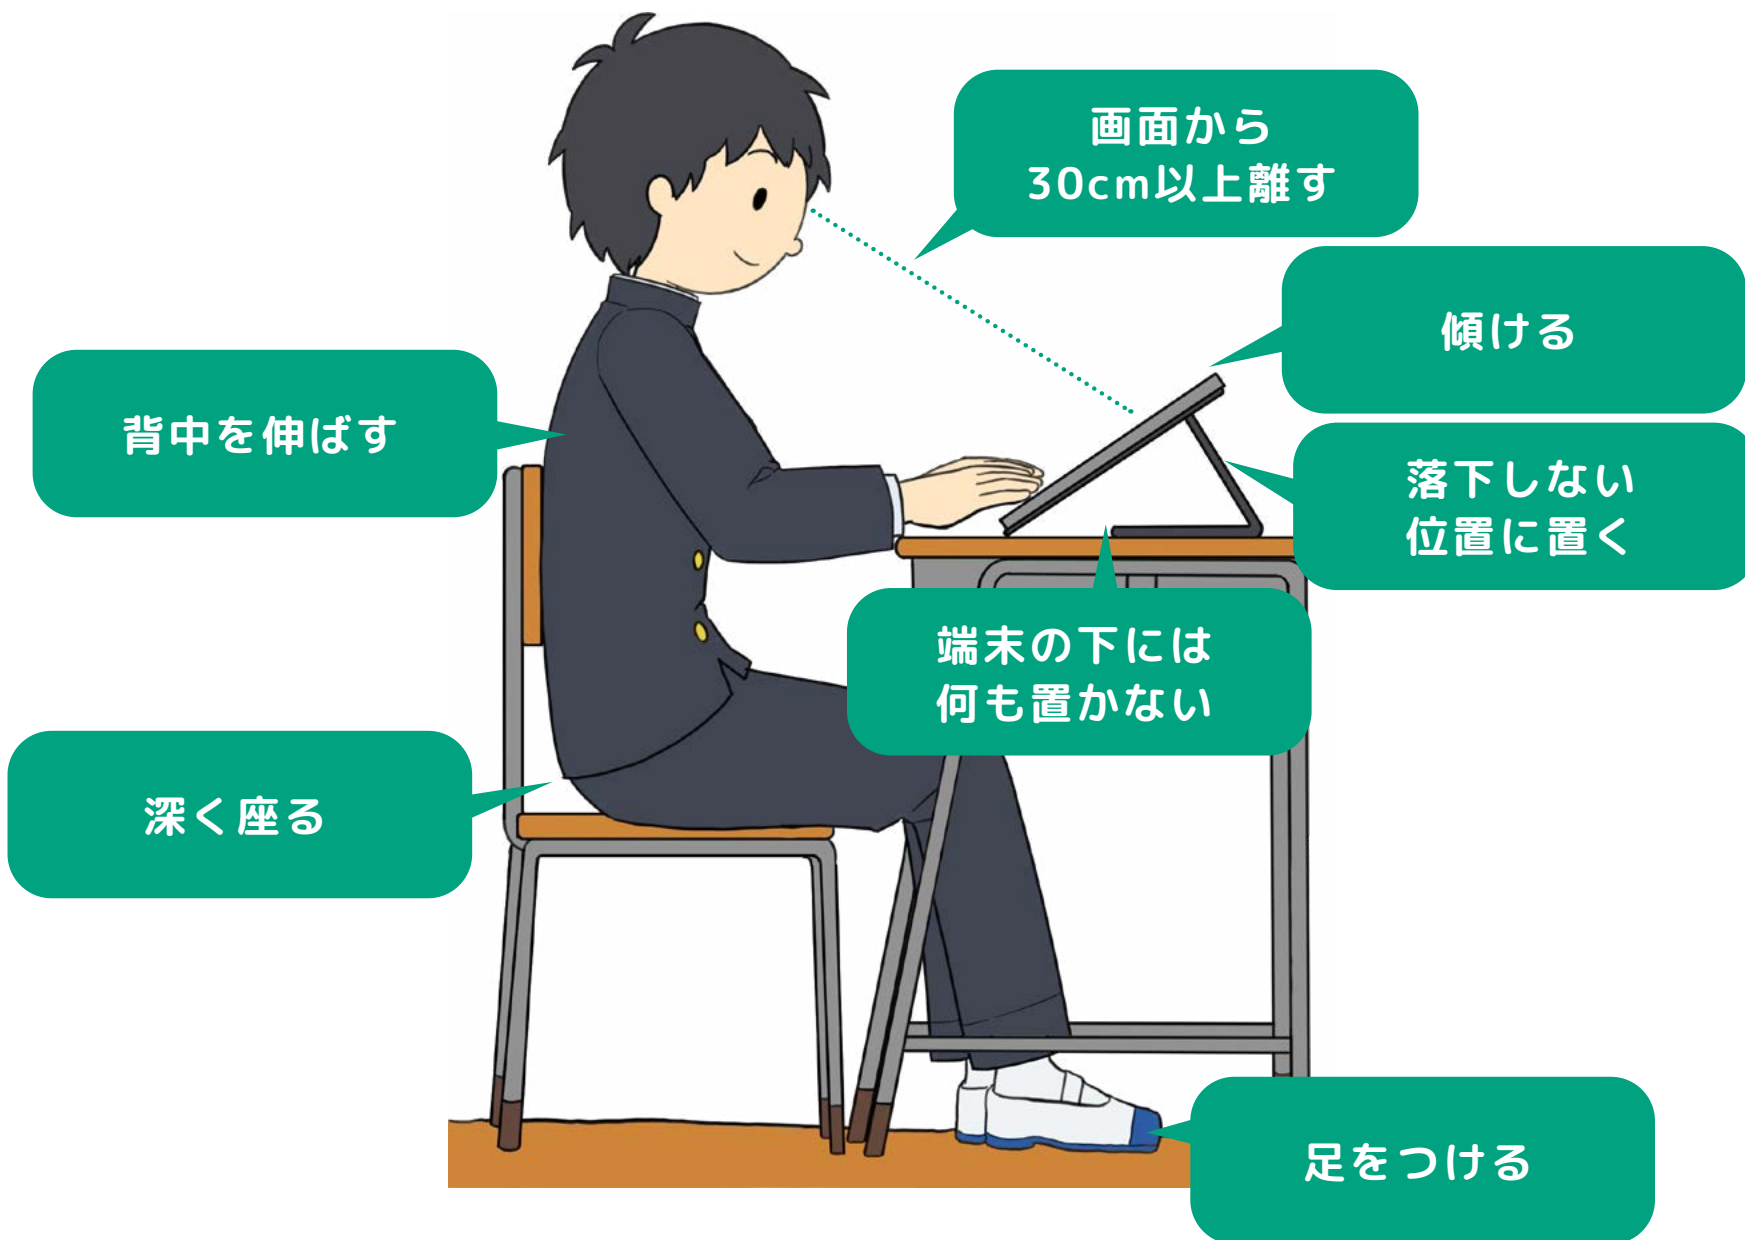 画面から
30cm以上離す
傾ける
背中を伸ばす
落下しない
位置に置く
端末の下には
何も置かない
深く座る
足をつける